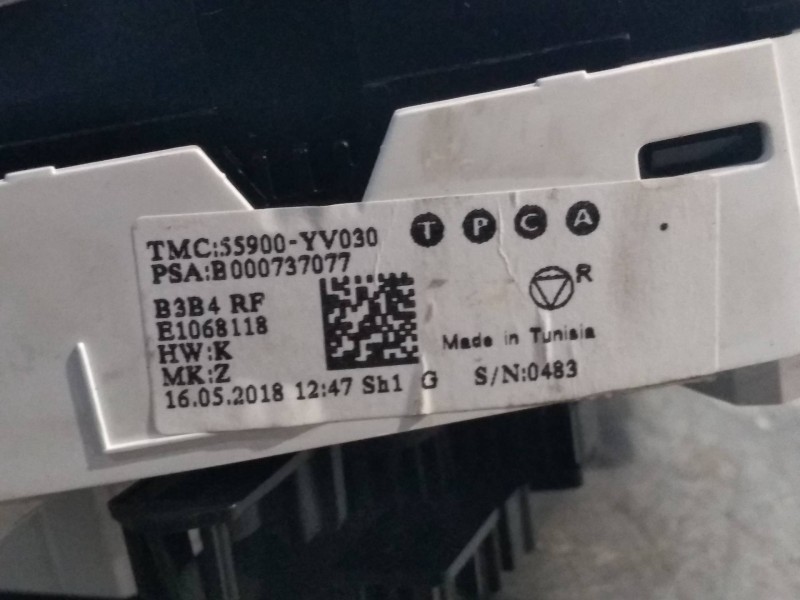 TMC:55900-YV030
T P C A
PSA:B000737077
B3B4 RF
E1068118
HW:K
MK:Z
R
Made in Tunisia
16.05.2018 12:47 Sh1 G S/N:0483